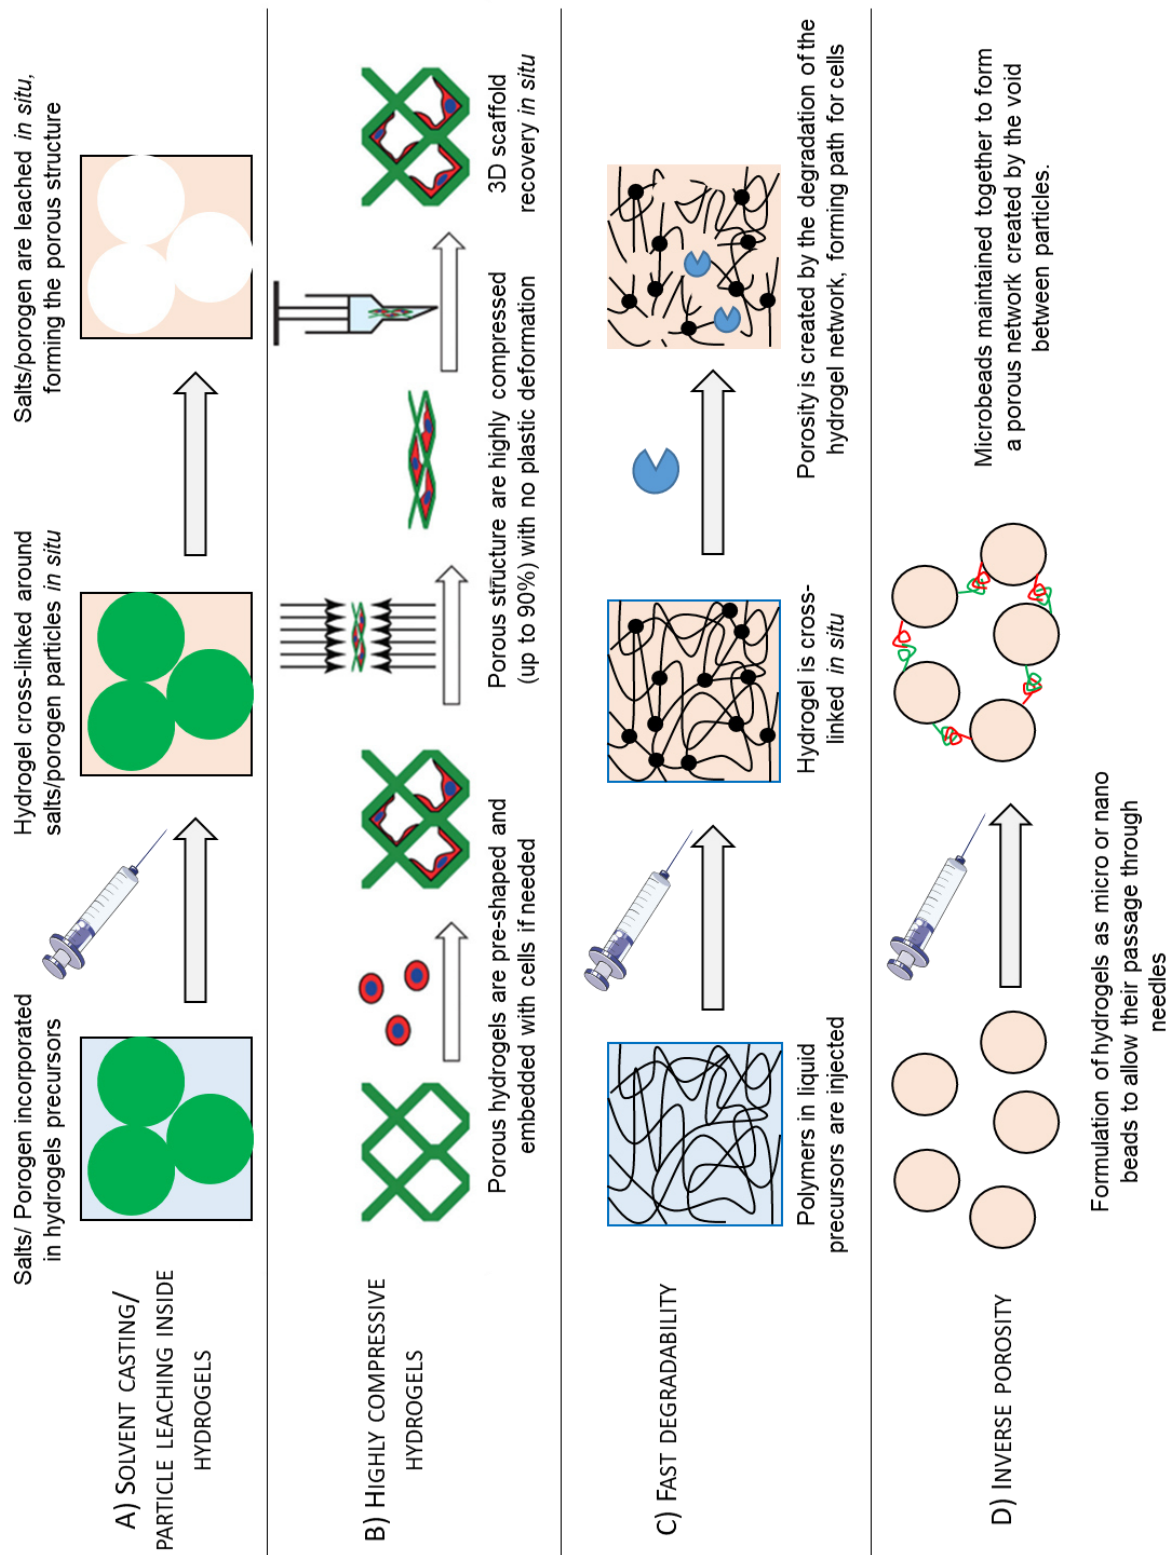 A) SOLVENT CASTING/
PARTICLE LEACHING INSIDE
HYDROGELS
Salts/ Porogen incorporated
in hydrogels precursors
Hydrogel cross-linked around
salts/porogen particles in situ
Salts/porogen are leached in situ,
forming the porous structure
B) HIGHLY COMPRESSIVE
HYDROGELS
Porous hydrogels are pre-shaped and
embedded with cells if needed
Porous structure are highly compressed
(up to 90%) with no plastic deformation
3D scaffold
recovery in situ
C) FAST DEGRADABILITY
Polymers in liquid
precursors are injected
Hydrogel is cross-
linked in situ
Porosity is created by the degradation of the
hydrogel network, forming path for cells
D) INVERSE POROSITY
Formulation of hydrogels as micro or nano
beads to allow their passage through
needles
Microbeads maintained together to form
a porous network created by the void
between particles.